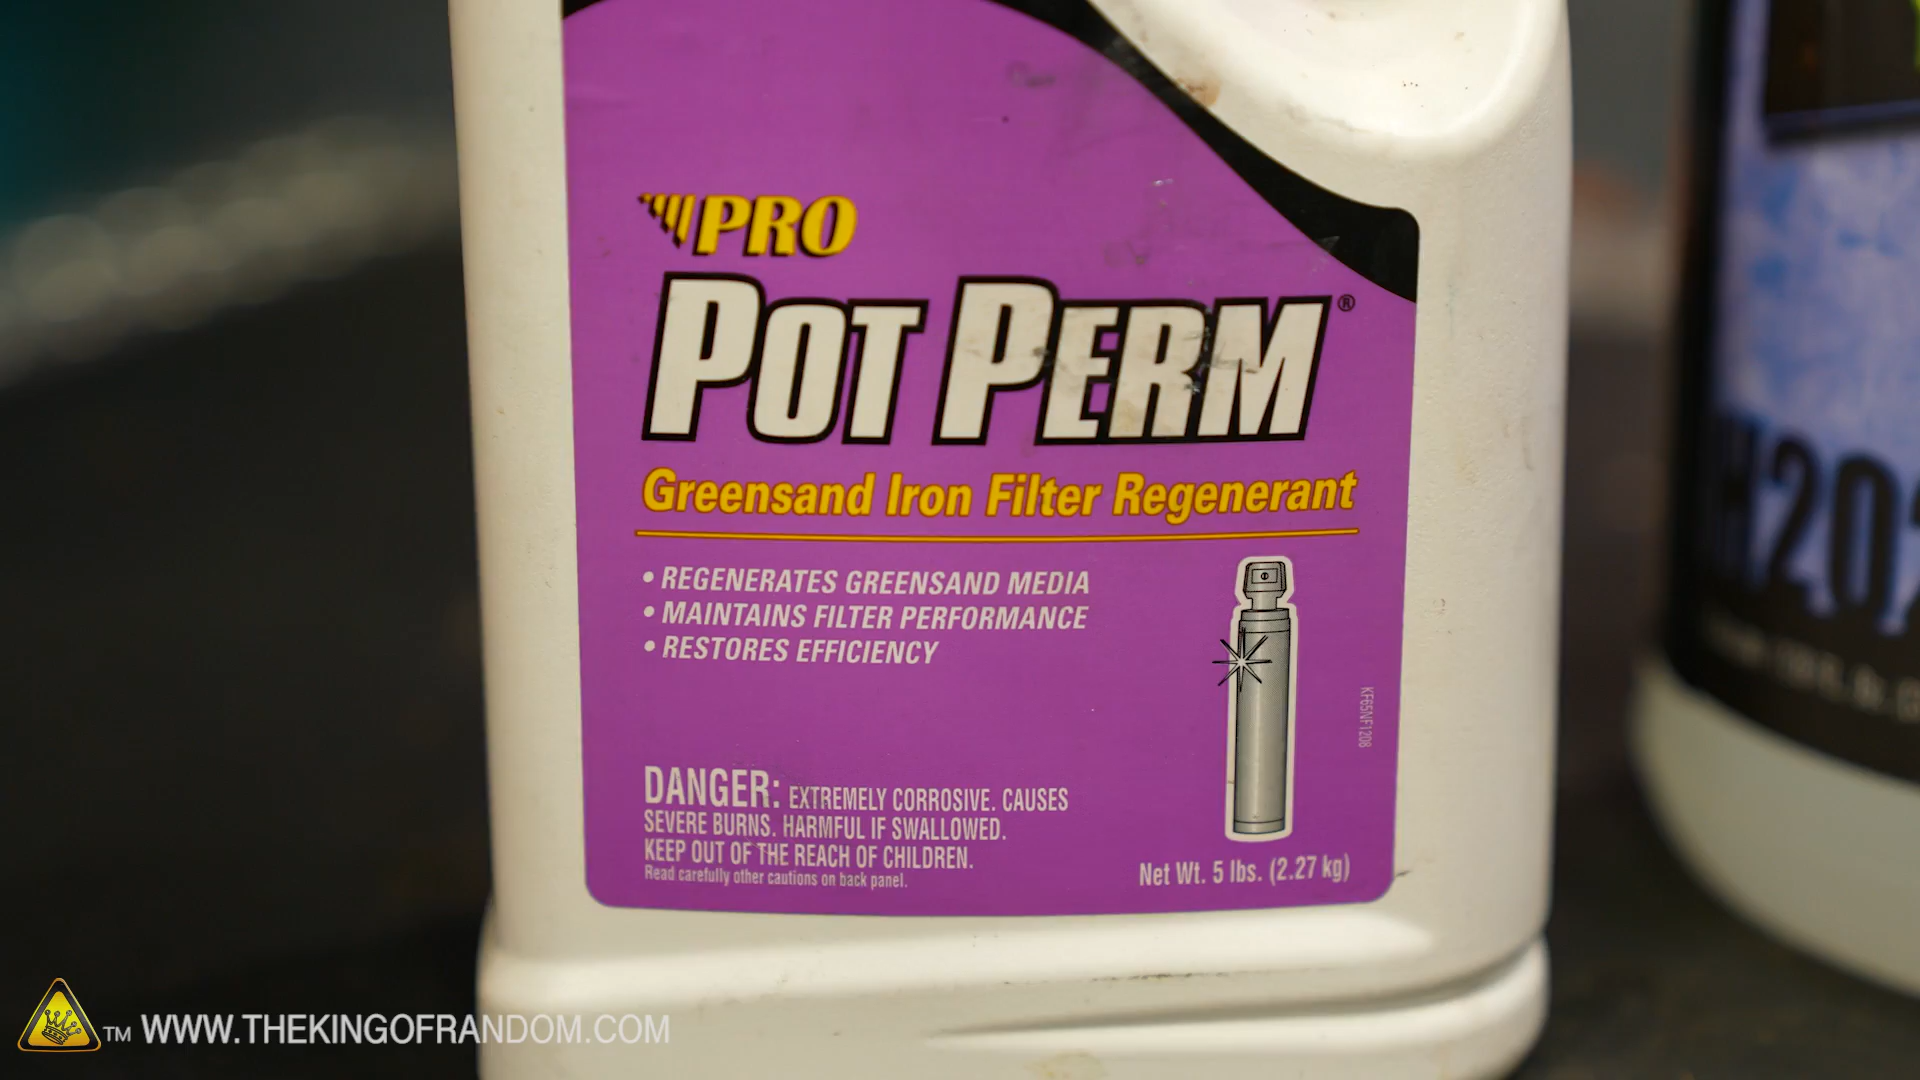 PRO
POT PERM®
Greensand Iron Filter Regenerant
• REGENERATES GREENSAND MEDIA
• MAINTAINS FILTER PERFORMANCE
• RESTORES EFFICIENCY
KF65NF1208
DANGER: EXTREMELY CORROSIVE. CAUSES
SEVERE BURNS. HARMFUL IF SWALLOWED.
KEEP OUT OF THE REACH OF CHILDREN.
Read carefully other cautions on back panel.
Net Wt. 5 lbs. (2.27 kg)
H2O2
TM WWW.THEKINGOFRANDOM.COM